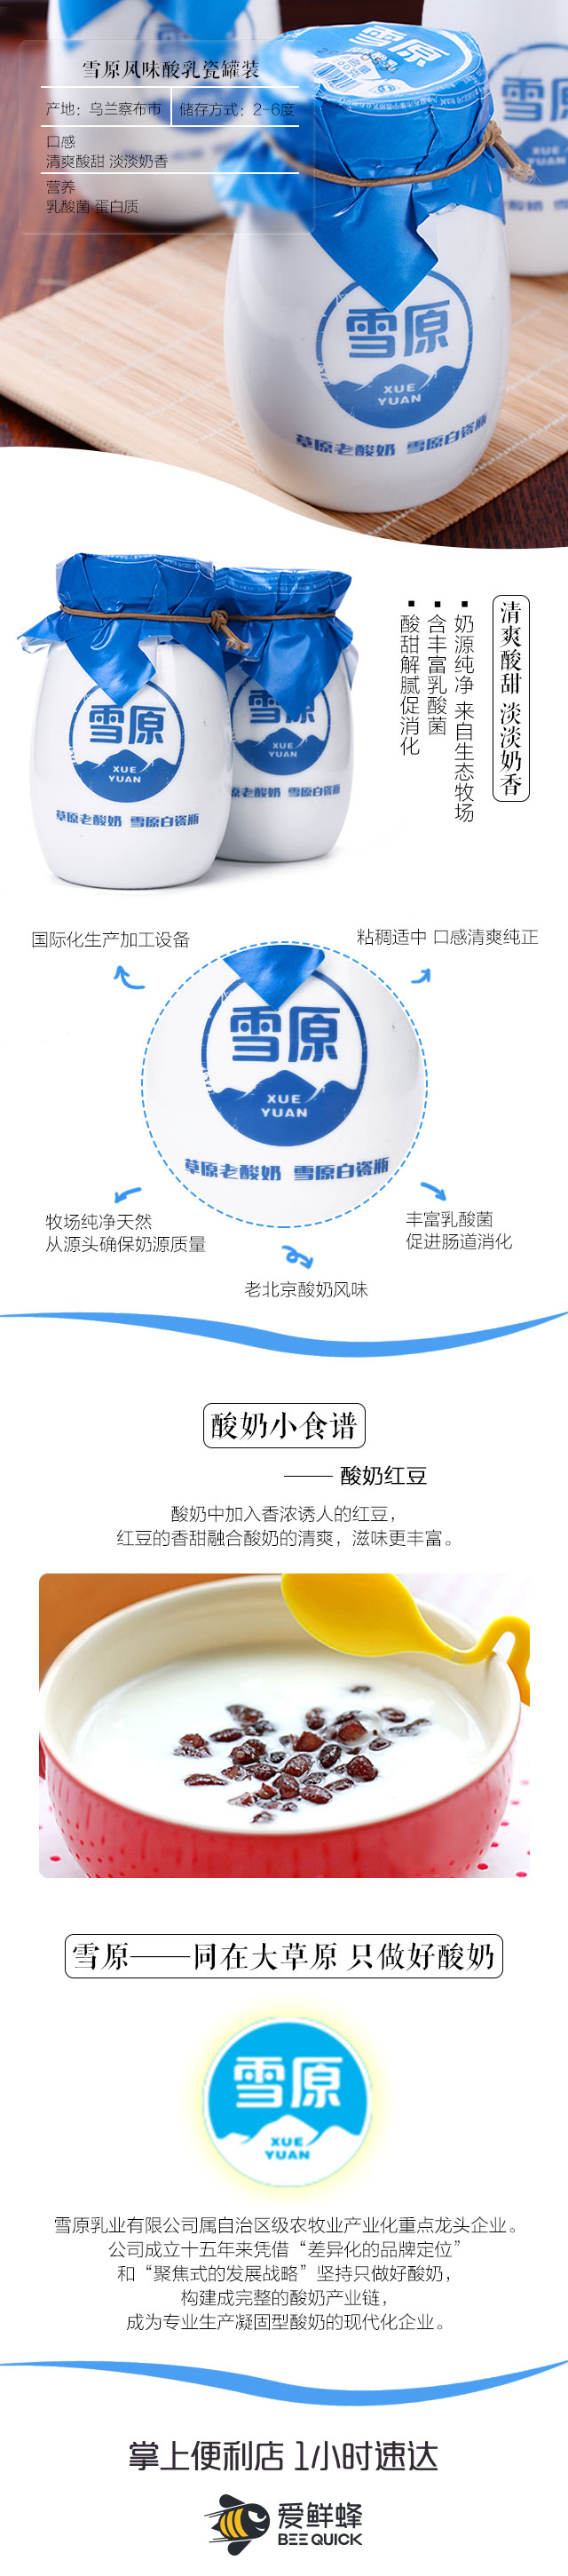 雪原
雪原风味酸乳瓷罐装
产地：乌兰察布市
储存方式：2-6度
口感
清爽酸甜 淡淡奶香
营养
乳酸菌 蛋白质
雪原
XUE
YUAN
草原老酸奶 雪原白瓷瓶
清爽酸甜 淡淡奶香
奶源纯净 来自生态牧场
含丰富乳酸菌
酸甜解腻促消化
雪原
XUE
YUAN
草原老酸奶 雪原白瓷瓶
雪原
XUE
YUAN
原老酸奶 雪原白瓷瓶
国际化生产加工设备
粘稠适中 口感清爽纯正
雪原
XUE
YUAN
草原老酸奶 雪原白瓷瓶
牧场纯净天然
从源头确保奶源质量
丰富乳酸菌
促进肠道消化
老北京酸奶风味
酸奶小食谱
—— 酸奶红豆
酸奶中加入香浓诱人的红豆，
红豆的香甜融合酸奶的清爽，滋味更丰富。
雪原——同在大草原 只做好酸奶
雪原
XUE
YUAN
雪原乳业有限公司属自治区级农牧业产业化重点龙头企业。
公司成立十五年来凭借“差异化的品牌定位”
和“聚焦式的发展战略”坚持只做好酸奶，
构建成完整的酸奶产业链，
成为专业生产凝固型酸奶的现代化企业。
掌上便利店 1小时速达
爱鲜蜂
BEE QUICK